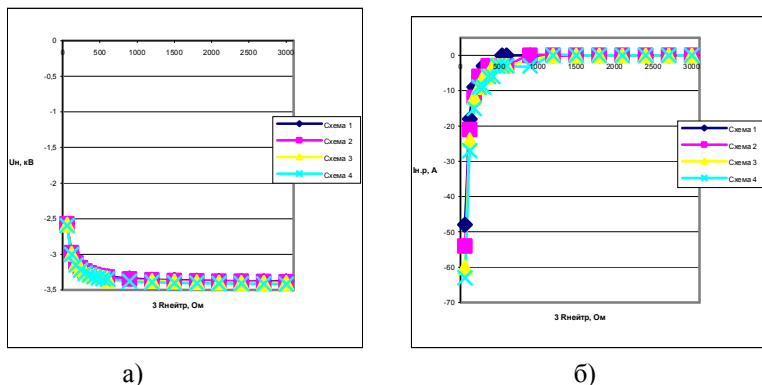 0
0 500 1000 1500 2000 2500 3000
-0,5
-1
-1,5
-2
-2,5
-3
-3,5
Uн, кВ
3 Rнейтр, Ом
Схема 1
Схема 2
Схема 3
Схема 4
а)
0
0 500 1000 1500 2000 2500 3000
-10
-20
-30
-40
-50
-60
-70
Iн.р, А
3 Rнейтр, Ом
Схема 1
Схема 2
Схема 3
Схема 4
б)